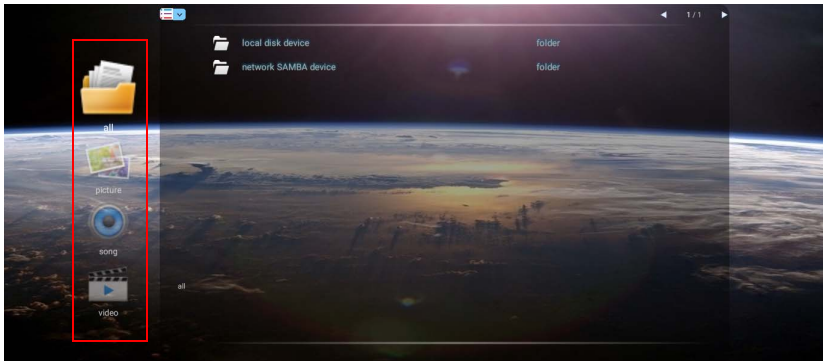 1 / 1
local disk device folder
network SAMBA device folder
all
picture
song
video
all